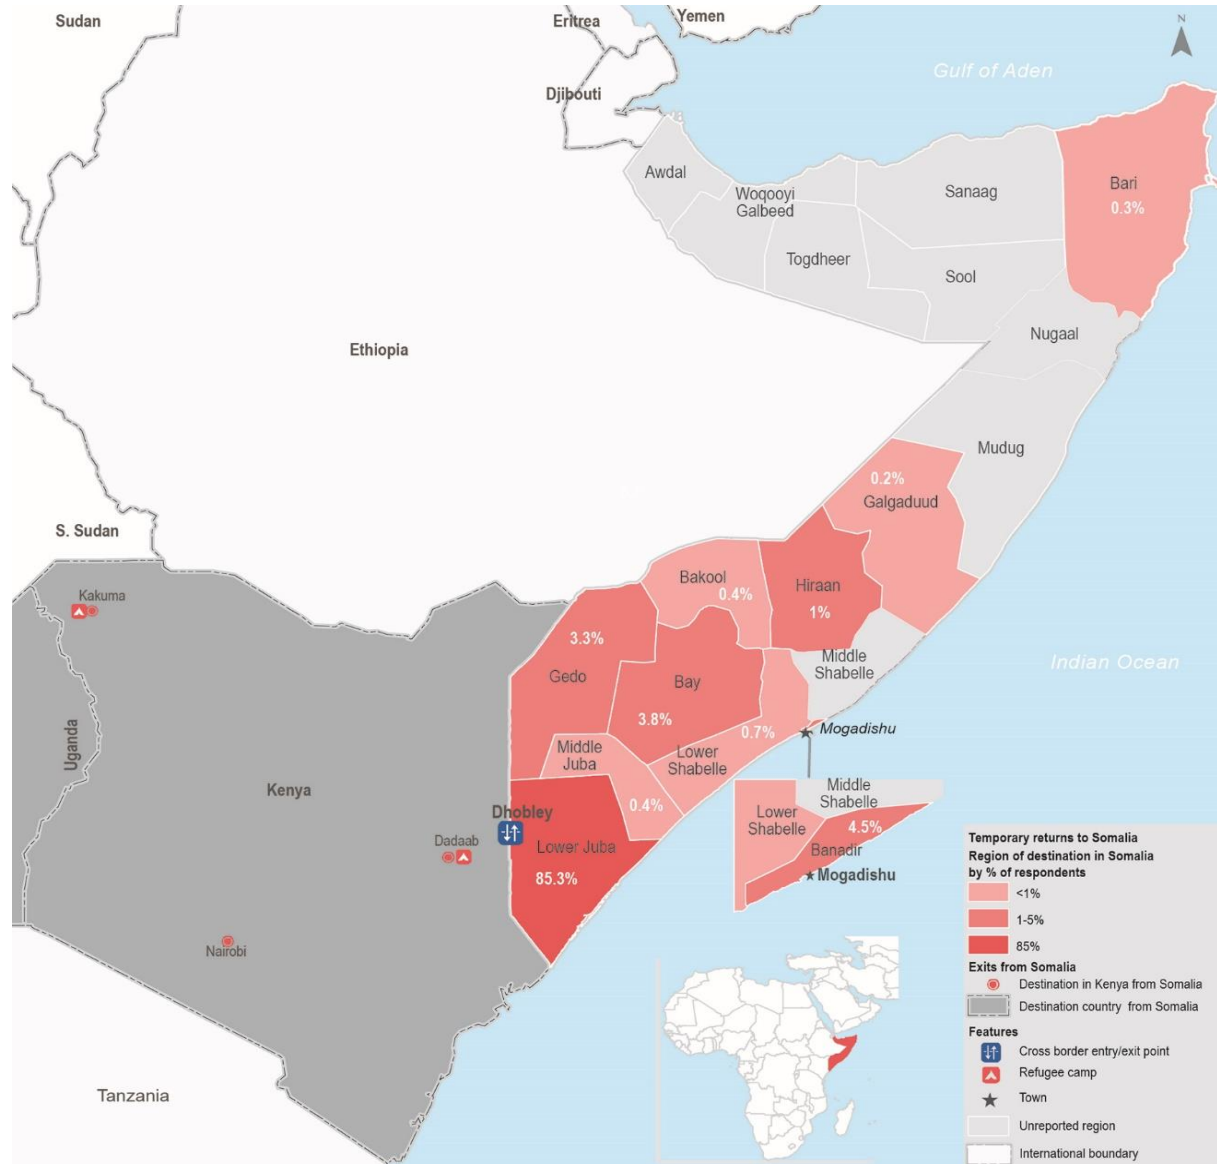 Sudan
Eritrea
Yemen
N
Gulf of Aden
Djibouti
Awdal
Woqooyi
Galbeed
Sanaag
Bari
0.3%
Togdheer
Sool
Nugaal
Ethiopia
Mudug
0.2%
Galgaduud
S. Sudan
Kakuma
Bakool
0.4%
Hiraan
1%
3.3%
Gedo
Bay
3.8%
Middle
Shabelle
Indian Ocean
0.7%
Lower
Shabelle
Mogadishu
Uganda
Kenya
Middle
Juba
0.4%
Dhobley
Dadaab
Lower Juba
85.3%
Nairobi
Middle
Shabelle
Lower
Shabelle
4.5%
Banadir
Mogadishu
Tanzania
Temporary returns to Somalia
Region of destination in Somalia
by % of respondents
<1%
1-5%
85%
Exits from Somalia
Destination in Kenya from Somalia
Destination country from Somalia
Features
Cross border entry/exit point
Refugee camp
Town
Unreported region
International boundary